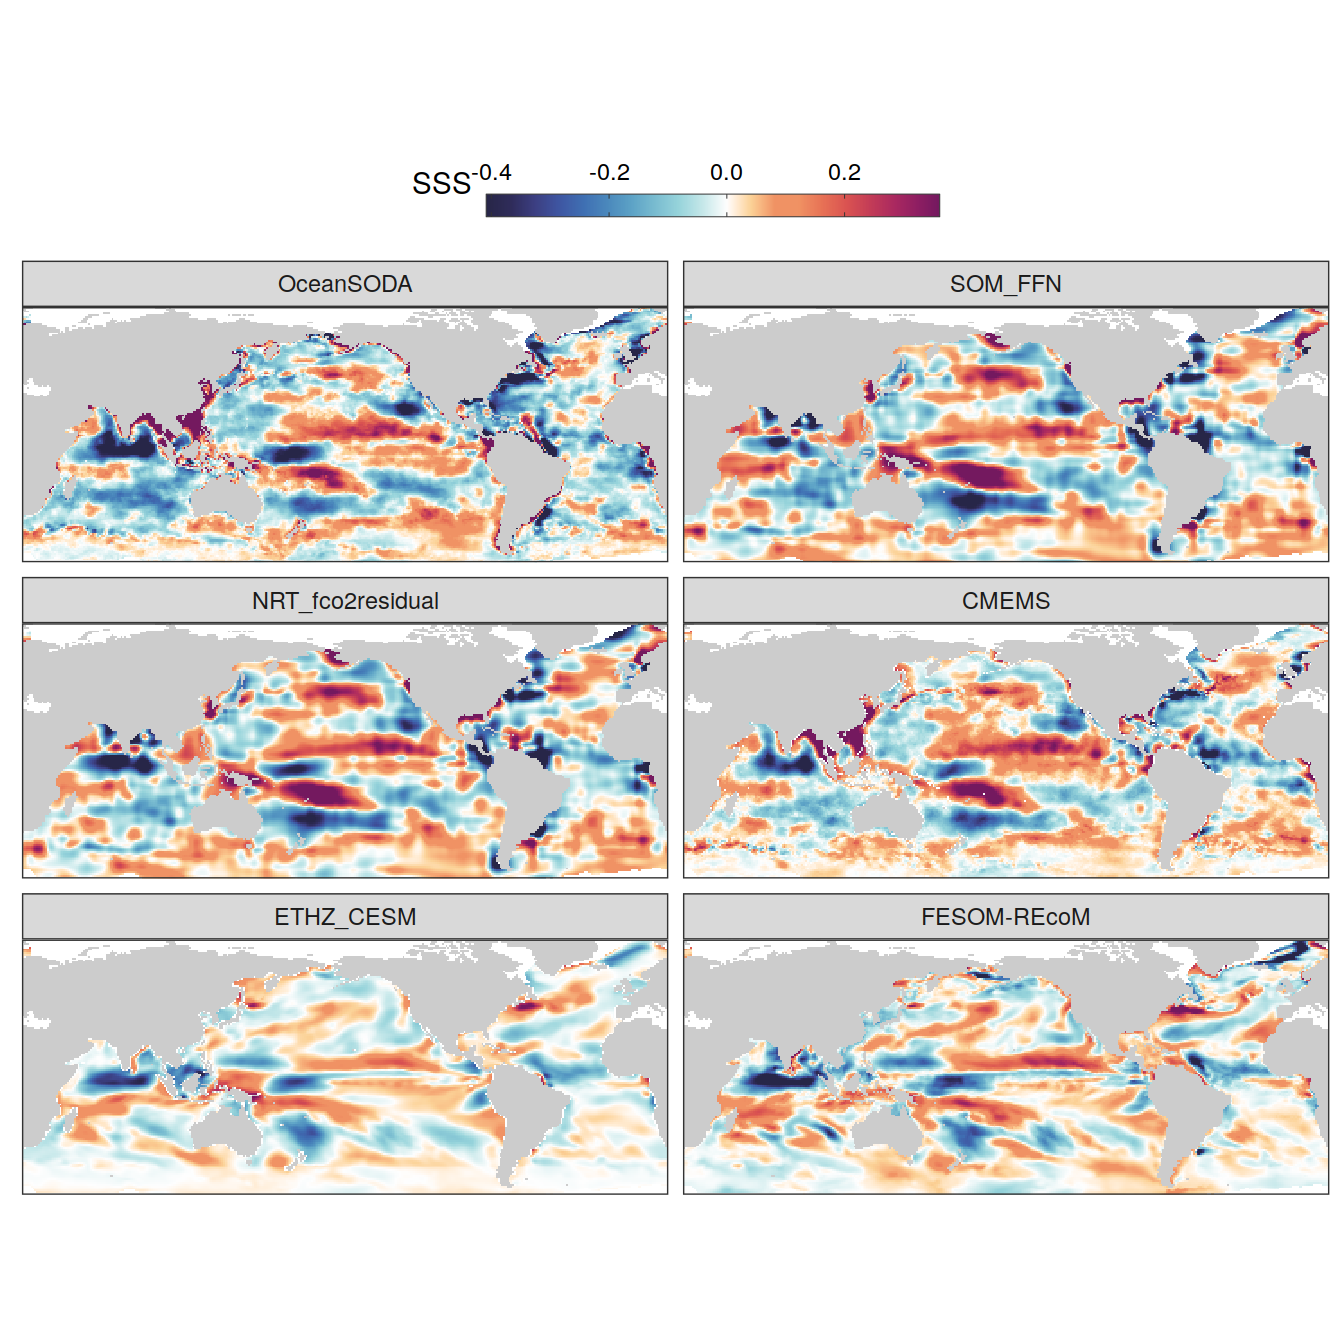 SSS
-0.4 -0.2 0.0 0.2
OceanSODA
SOM_FFN
NRT_fco2residual
CMEMS
ETHZ_CESM
FESOM-REcoM